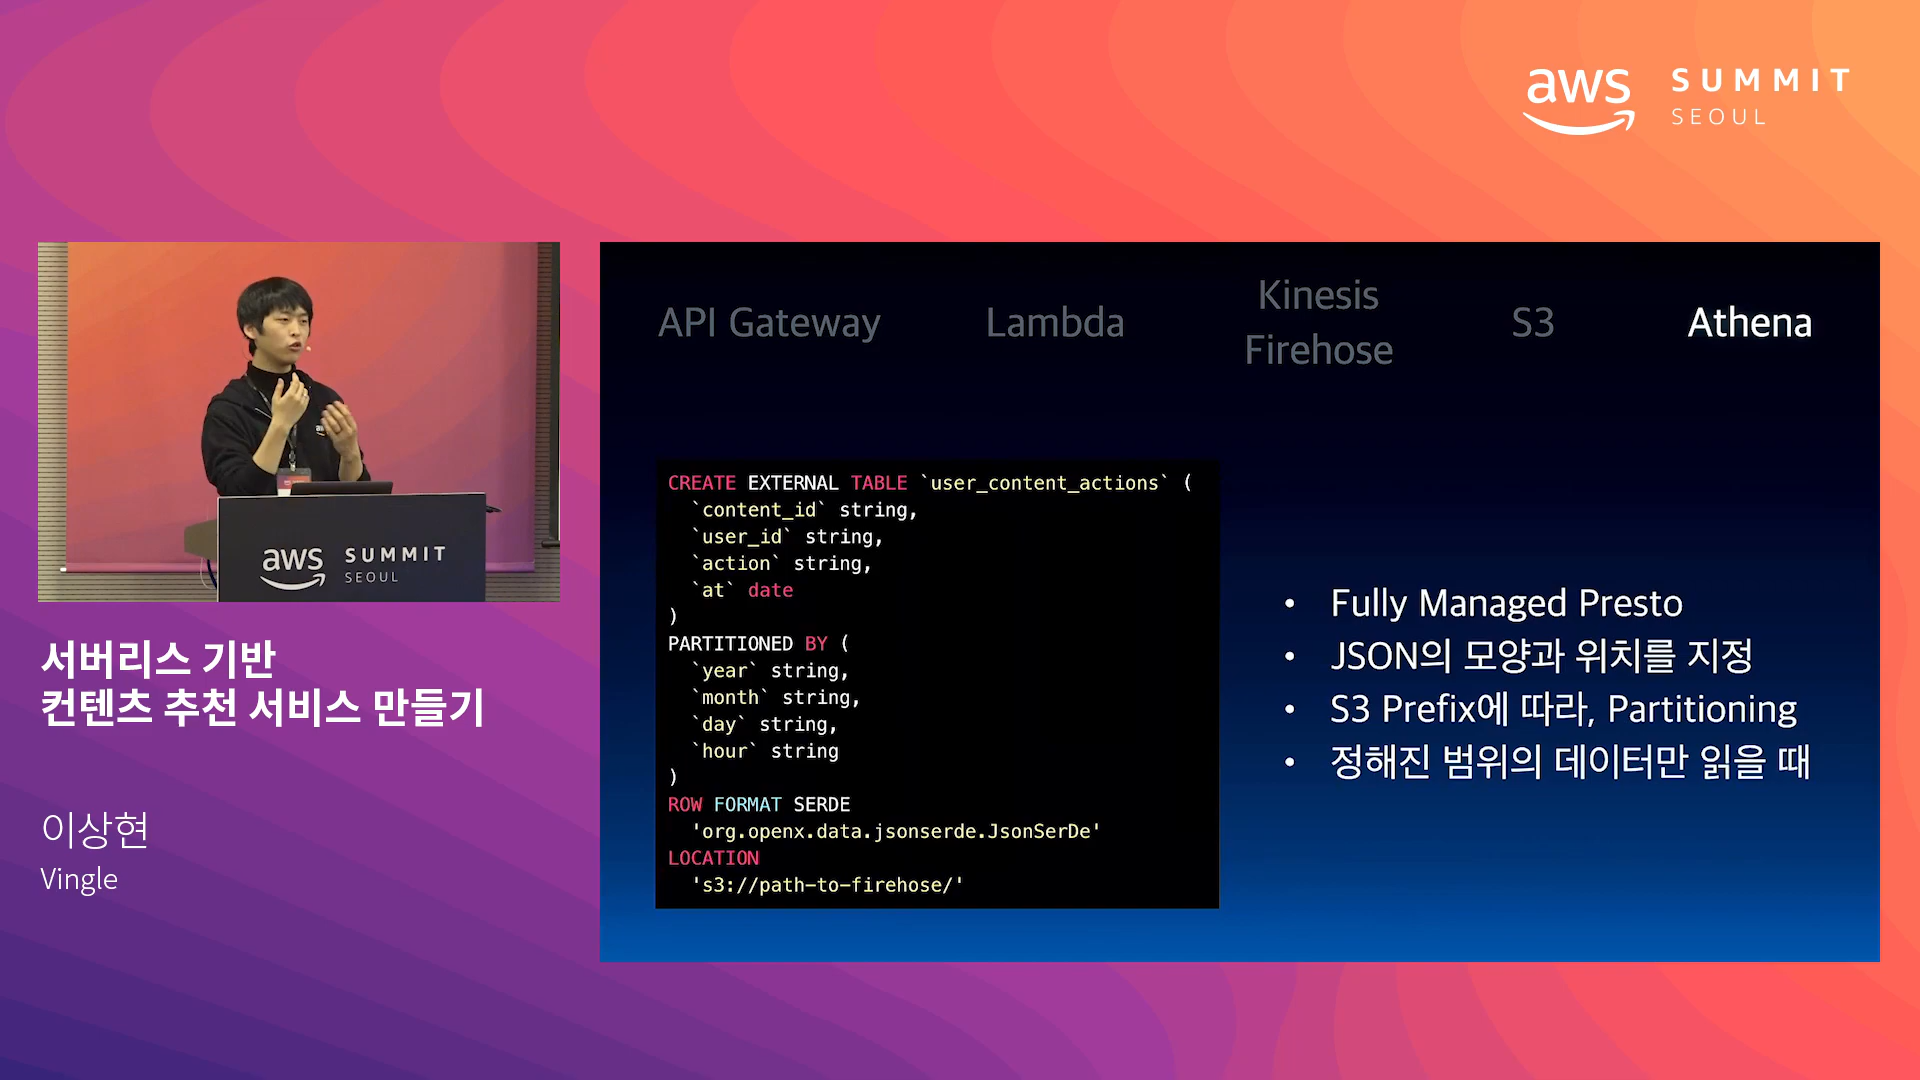 aws SUMMIT
SEOUL
aws SUMMIT
SEOUL
서버리스 기반
컨텐츠 추천 서비스 만들기
이상현
Vingle
API Gateway
Lambda
Kinesis
Firehose
S3
Athena
CREATE EXTERNAL TABLE `user_content_actions` (
`content_id` string,
`user_id` string,
`action` string,
`at` date
)
PARTITIONED BY (
`year` string,
`month` string,
`day` string,
`hour` string
)
ROW FORMAT SERDE
'org.openx.data.jsonserde.JsonSerDe'
LOCATION
's3://path-to-firehose/'
• Fully Managed Presto
• JSON의 모양과 위치를 지정
• S3 Prefix에 따라, Partitioning
• 정해진 범위의 데이터만 읽을 때